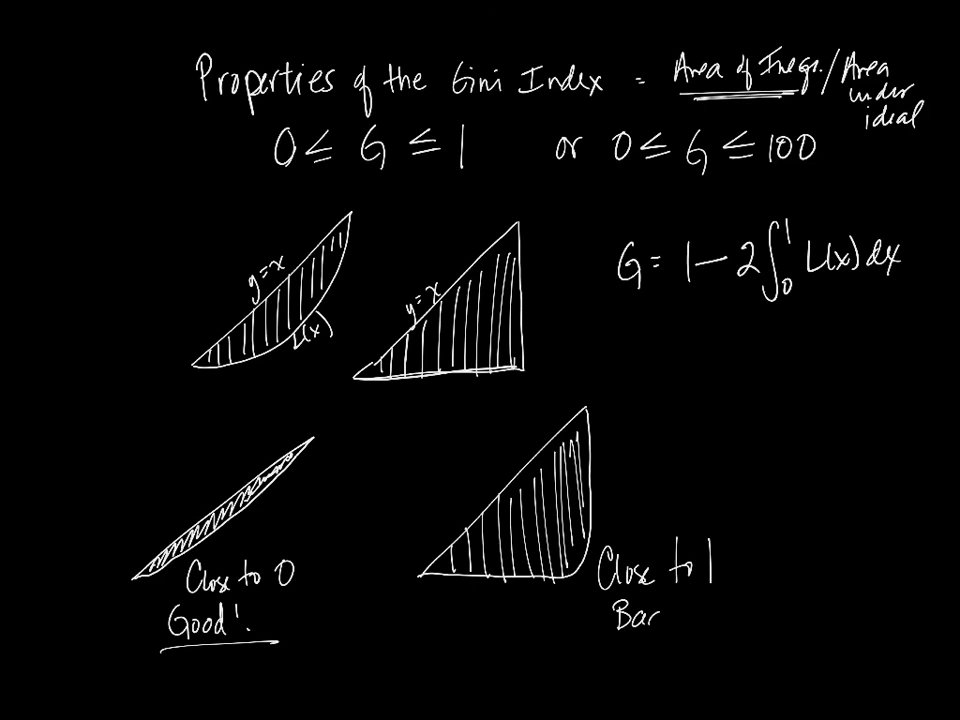 Properties of the Gini Index = Area of Ineq. / Area under ideal
0 ≤ G ≤ 1 or 0 ≤ G ≤ 100
y = x
L(x)
y = x
G = 1 - 2∫₀¹ L(x) dx
Close to 0
Good!
Close to 1
Bar